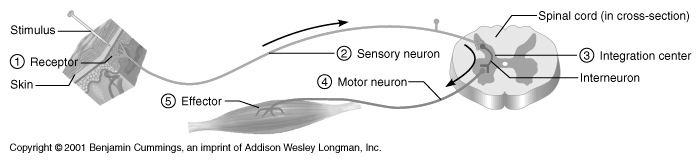 Stimulus
① Receptor
Skin
② Sensory neuron
Spinal cord (in cross-section)
③ Integration center
Interneuron
④ Motor neuron
⑤ Effector
Copyright © 2001 Benjamin Cummings, an imprint of Addison Wesley Longman, Inc.